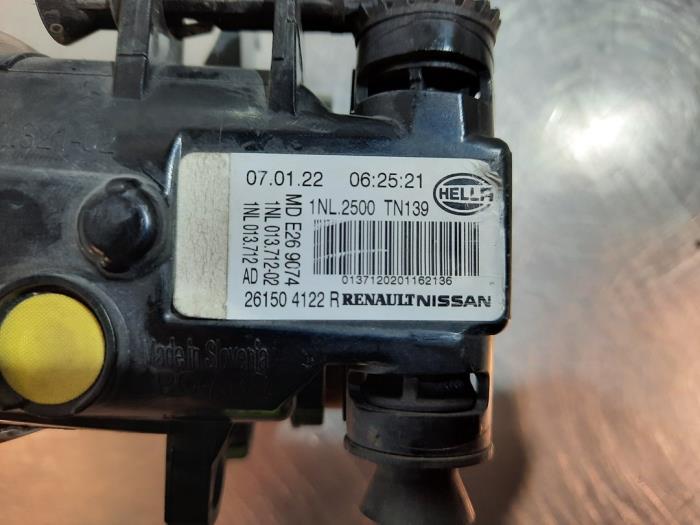 07.01.22 06:25:21
HELLA
1NL.2500 TN139
MD E26 9074
1NL 013.712-02
1NL 013.712 AD
0137120201162136
26150 4122 R RENAULT NISSAN
Made in Slovenia